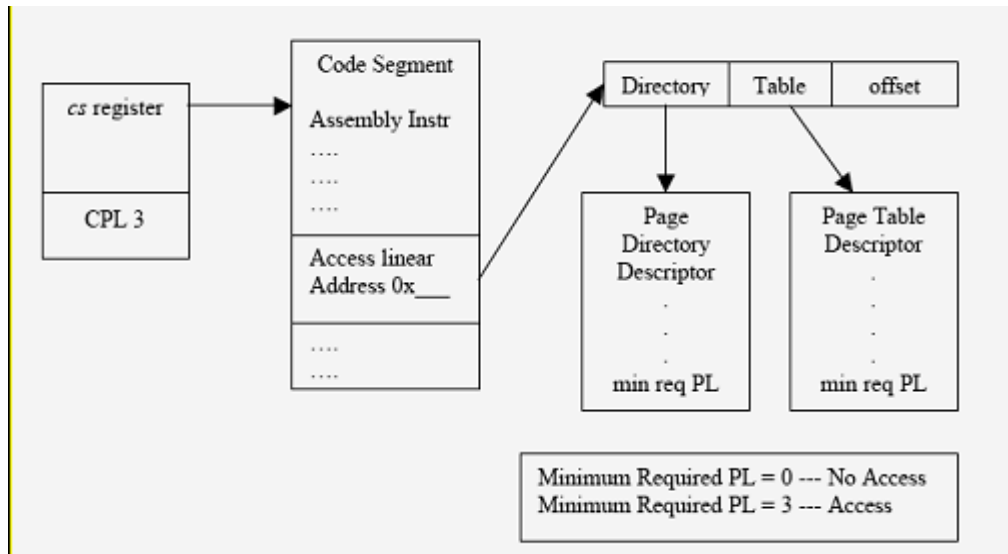 cs register
CPL 3
Code Segment
Assembly Instr
....
....
....
Access linear
Address 0x___
....
....
Directory
Table
offset
Page
Directory
Descriptor
.
.
.
min req PL
Page Table
Descriptor
.
.
.
.
min req PL
Minimum Required PL = 0 --- No Access
Minimum Required PL = 3 --- Access